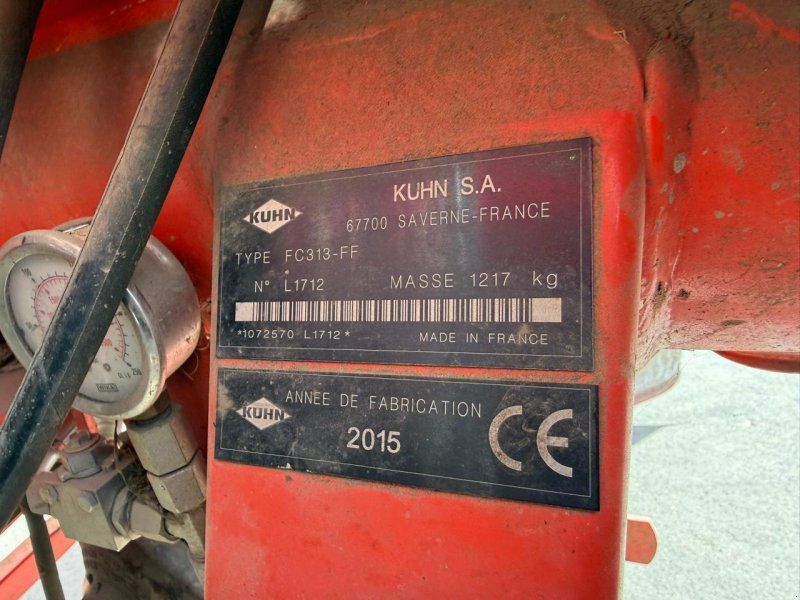 KUHN
KUHN S.A.
67700 SAVERNE-FRANCE
TYPE FC313-FF
N° L1712 MASSE 1217 kg
*1072570 L1712*
MADE IN FRANCE
KUHN
ANNEE DE FABRICATION
2015
CE
WIKA